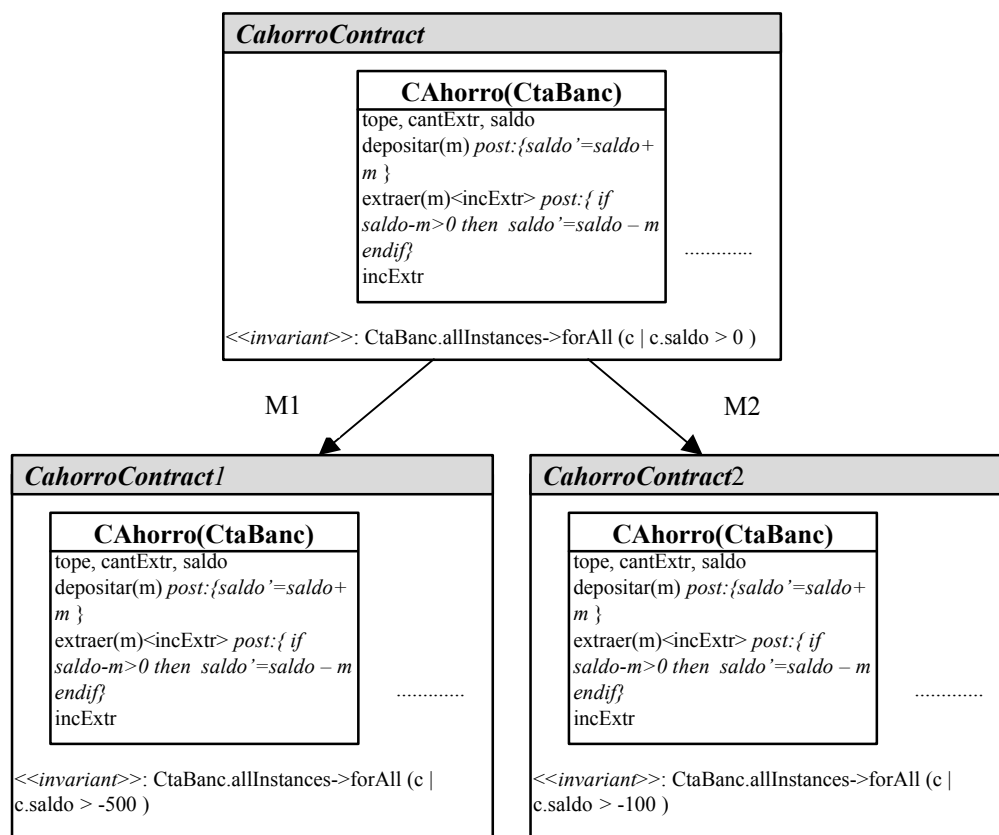 CahorroContract
CAhorro(CtaBanc)
tope, cantExtr, saldo
depositar(m) post:{saldo’=saldo+
m }
extraer(m)<incExtr> post:{ if
saldo-m>0 then saldo’=saldo – m
endif}
incExtr
.............
<<invariant>>: CtaBanc.allInstances->forAll (c | c.saldo > 0 )
M1
M2
CahorroContract1
CAhorro(CtaBanc)
tope, cantExtr, saldo
depositar(m) post:{saldo’=saldo+
m }
extraer(m)<incExtr> post:{ if
saldo-m>0 then saldo’=saldo – m
endif}
incExtr
.............
<<invariant>>: CtaBanc.allInstances->forAll (c |
c.saldo > -500 )
CahorroContract2
CAhorro(CtaBanc)
tope, cantExtr, saldo
depositar(m) post:{saldo’=saldo+
m }
extraer(m)<incExtr> post:{ if
saldo-m>0 then saldo’=saldo – m
endif}
incExtr
.............
<<invariant>>: CtaBanc.allInstances->forAll (c |
c.saldo > -100 )